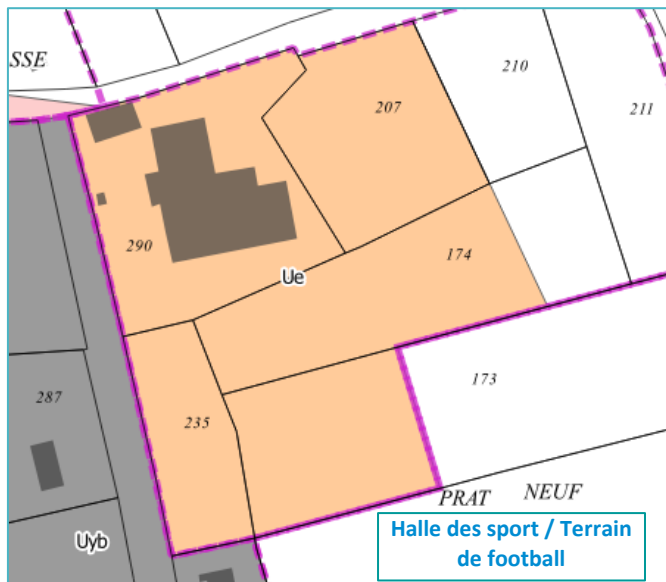 SSE
210
207
211
290
174
Ue
173
287
235
PRAT NEUF
Uyb
Halle des sport / Terrain
de football